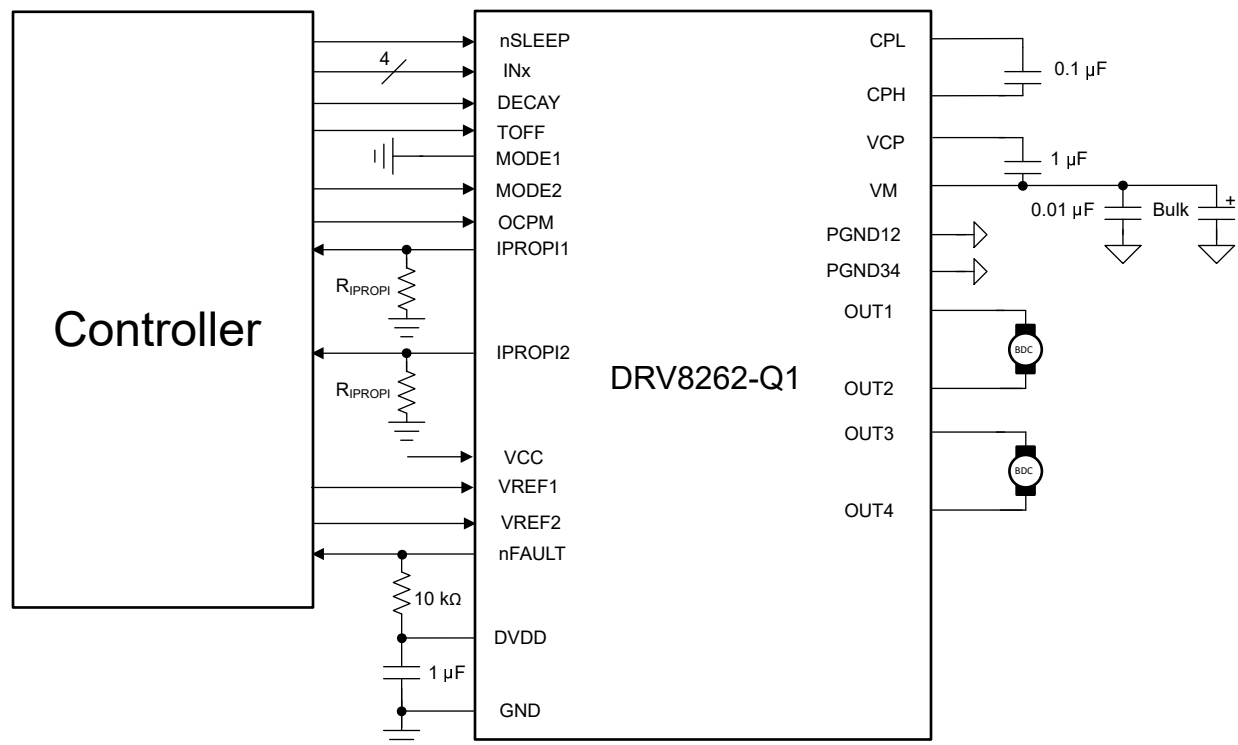 Controller
nSLEEP
4
INx
DECAY
TOFF
MODE1
MODE2
OCPM
IPROPI1
RIPROPI
IPROPI2
RIPROPI
VCC
VREF1
VREF2
nFAULT
10 kΩ
DVDD
1 µF
GND
DRV8262-Q1
CPL
0.1 µF
CPH
VCP
1 µF
VM
0.01 µF
Bulk
+
PGND12
PGND34
OUT1
BDC
OUT2
OUT3
BDC
OUT4